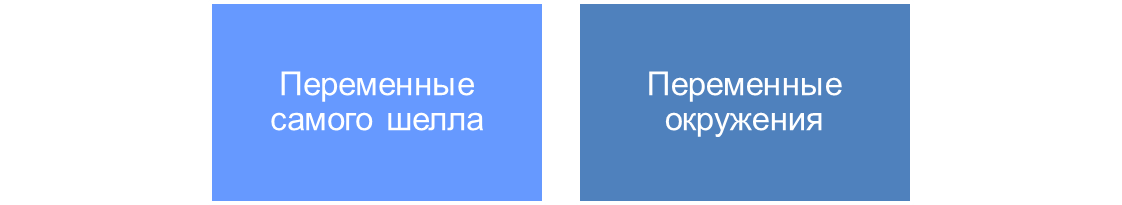 Переменные
самого шелла
Переменные
окружения